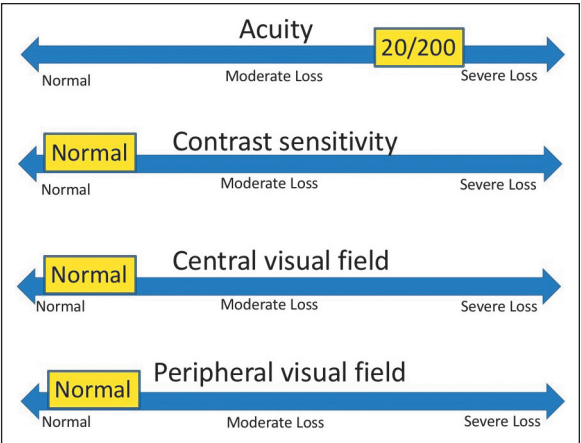 Acuity
20/200
Normal Moderate Loss Severe Loss
Contrast sensitivity
Normal
Normal Moderate Loss Severe Loss
Central visual field
Normal
Normal Moderate Loss Severe Loss
Peripheral visual field
Normal
Normal Moderate Loss Severe Loss